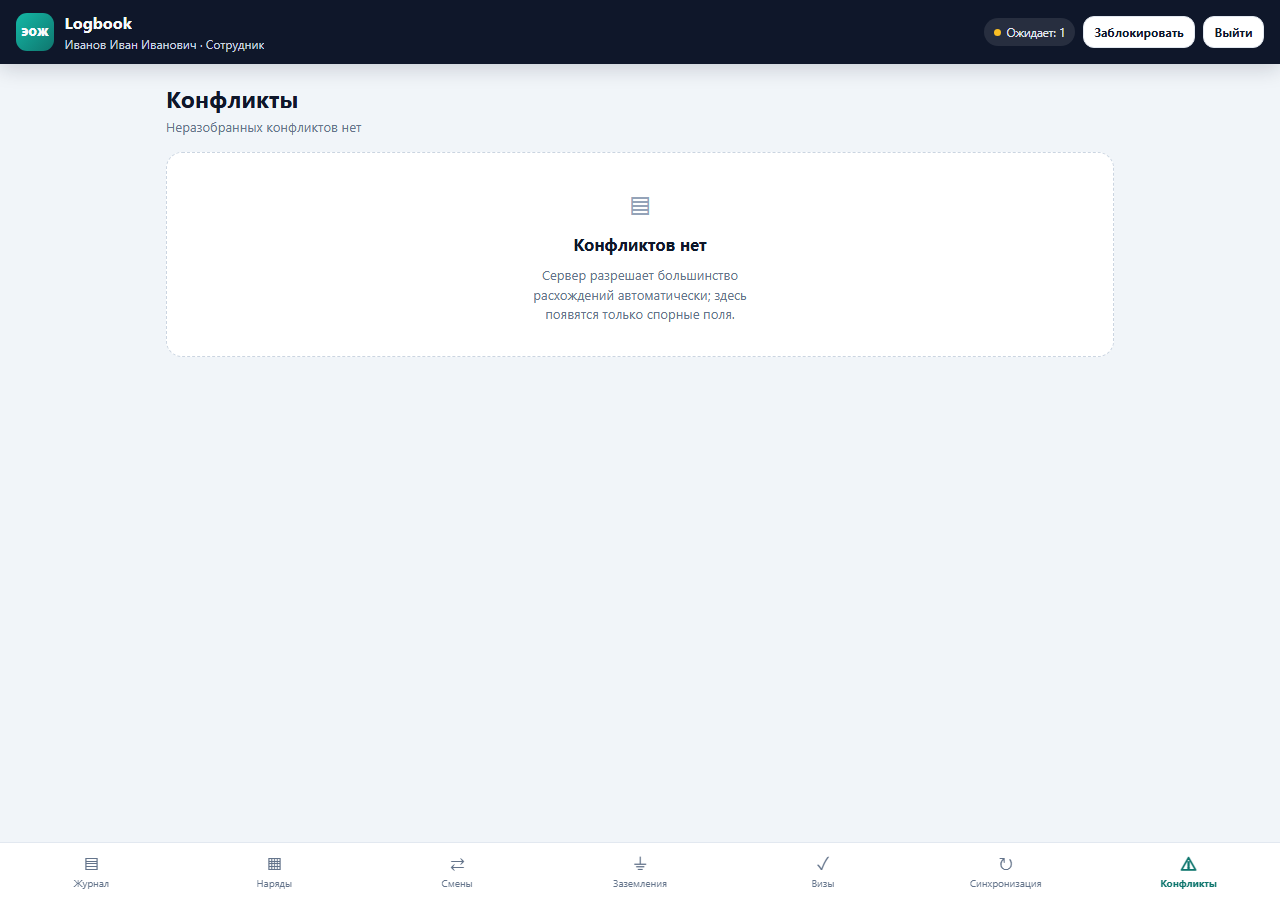 ЭОЖ
Logbook
Иванов Иван Иванович · Сотрудник
Ожидает: 1
Заблокировать
Выйти
Конфликты
Неразобранных конфликтов нет
Конфликтов нет
Сервер разрешает большинство
расхождений автоматически; здесь
появятся только спорные поля.
Журнал
Наряды
Смены
Заземления
Визы
Синхронизация
Конфликты